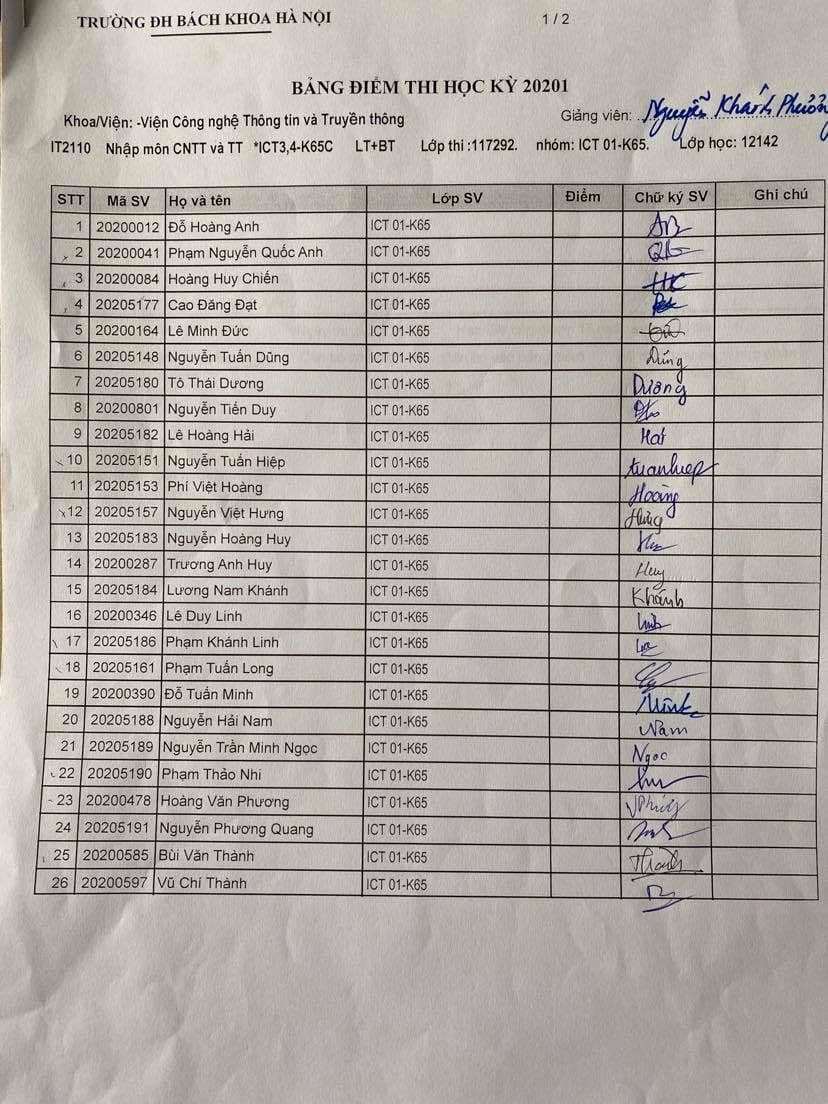 TRƯỜNG ĐH BÁCH KHOA HÀ NỘI 1 / 2
BẢNG ĐIỂM THI HỌC KỲ 20201
Khoa/Viện: -Viện Công nghệ Thông tin và Truyền thông Giảng viên: Nguyễn Khánh Phương
IT2110 Nhập môn CNTT và TT *ICT3,4-K65C LT+BT Lớp thi :117292. nhóm: ICT 01-K65. Lớp học: 12142
STT Mã SV Họ và tên Lớp SV Điểm Chữ ký SV Ghi chú
1 20200012 Đỗ Hoàng Anh ICT 01-K65
2 20200041 Phạm Nguyễn Quốc Anh ICT 01-K65
3 20200084 Hoàng Huy Chiến ICT 01-K65 HC
4 20205177 Cao Đăng Đạt ICT 01-K65
5 20200164 Lê Minh Đức ICT 01-K65
6 20205148 Nguyễn Tuấn Dũng ICT 01-K65 Dũng
7 20205180 Tô Thái Dương ICT 01-K65 Dương
8 20200801 Nguyễn Tiến Duy ICT 01-K65
9 20205182 Lê Hoàng Hải ICT 01-K65 Hai
10 20205151 Nguyễn Tuấn Hiệp ICT 01-K65 tuanhiep
11 20205153 Phí Việt Hoàng ICT 01-K65 Hoàng
12 20205157 Nguyễn Việt Hưng ICT 01-K65 Hưng
13 20205183 Nguyễn Hoàng Huy ICT 01-K65
14 20200287 Trương Anh Huy ICT 01-K65 Huy
15 20205184 Lương Nam Khánh ICT 01-K65 Khánh
16 20200346 Lê Duy Linh ICT 01-K65 Linh
17 20205186 Phạm Khánh Linh ICT 01-K65
18 20205161 Phạm Tuấn Long ICT 01-K65
19 20200390 Đỗ Tuấn Minh ICT 01-K65 Minh
20 20205188 Nguyễn Hải Nam ICT 01-K65 Nam
21 20205189 Nguyễn Trần Minh Ngọc ICT 01-K65 Ngọc
22 20205190 Phạm Thảo Nhi ICT 01-K65
23 20200478 Hoàng Văn Phương ICT 01-K65
24 20205191 Nguyễn Phương Quang ICT 01-K65
25 20200585 Bùi Văn Thành ICT 01-K65 Thành
26 20200597 Vũ Chí Thành ICT 01-K65